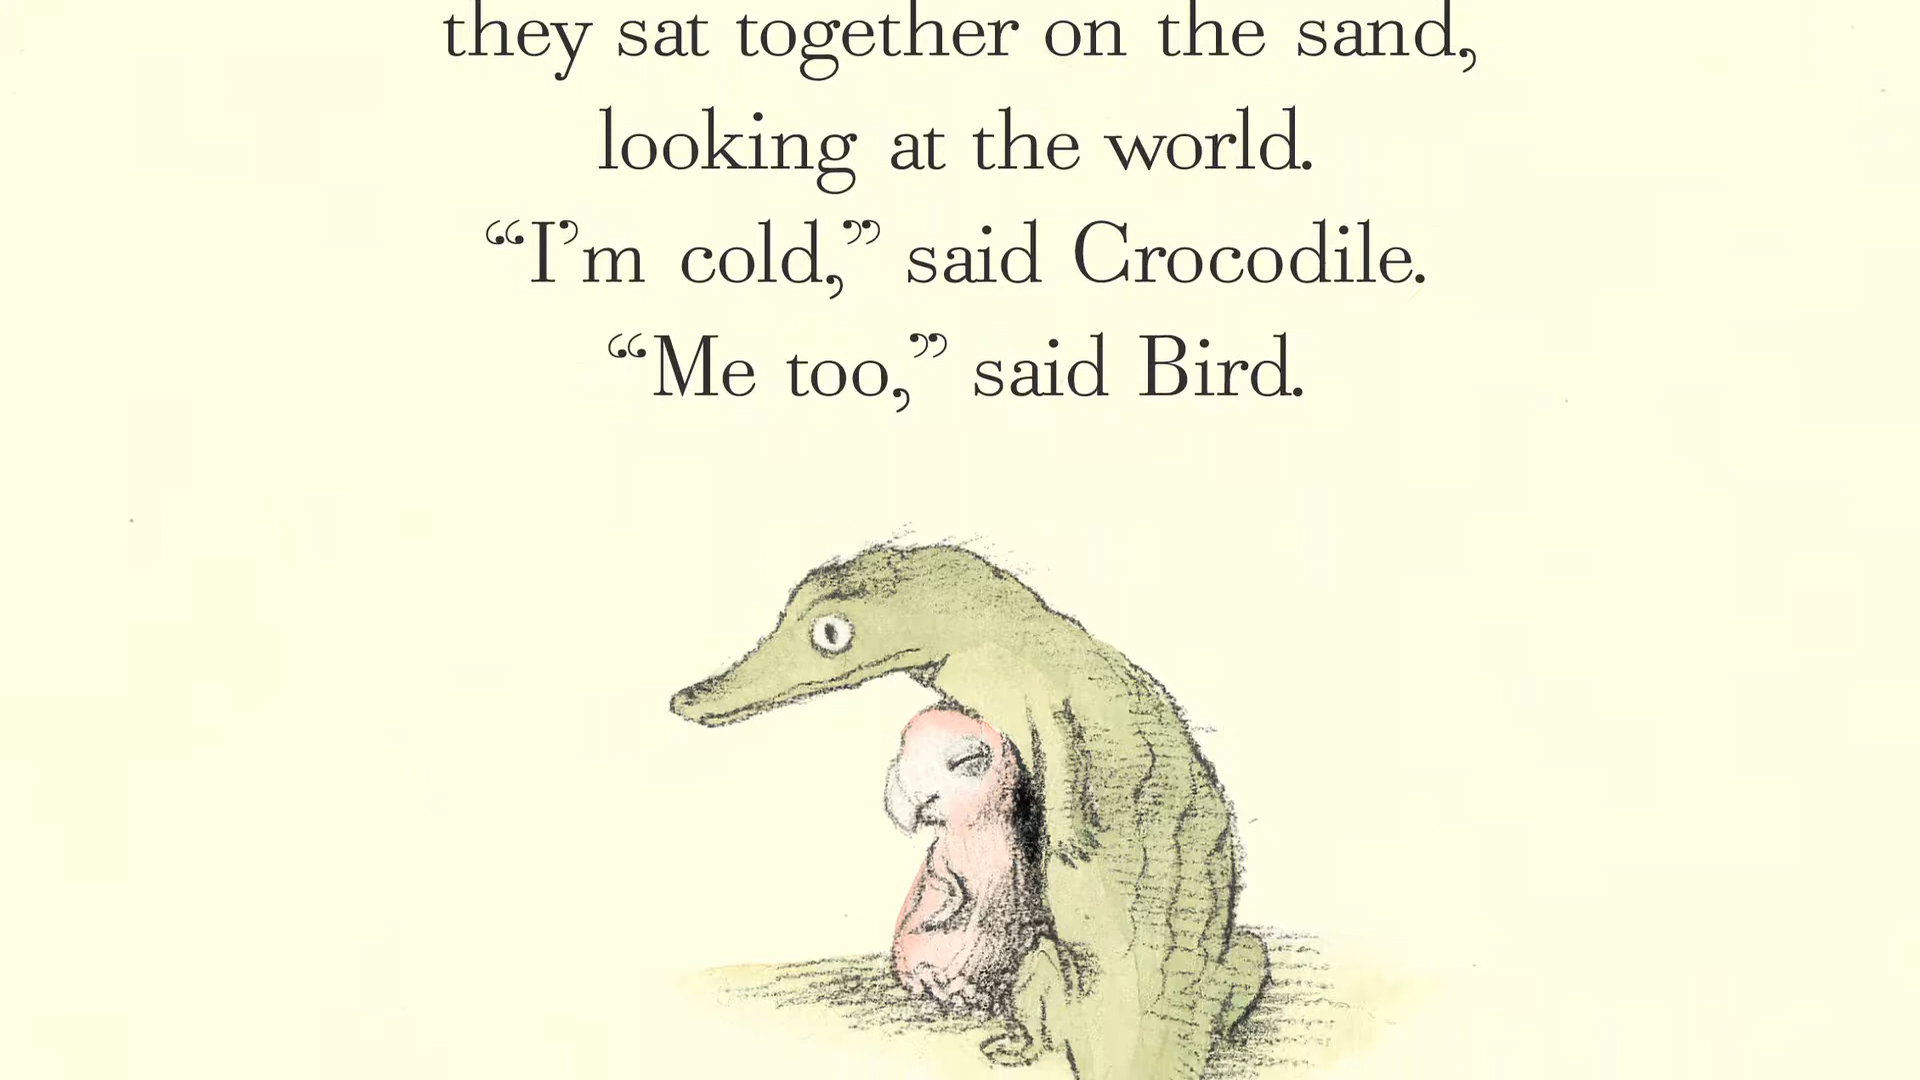 they sat together on the sand,
looking at the world.
“I’m cold,” said Crocodile.
“Me too,” said Bird.